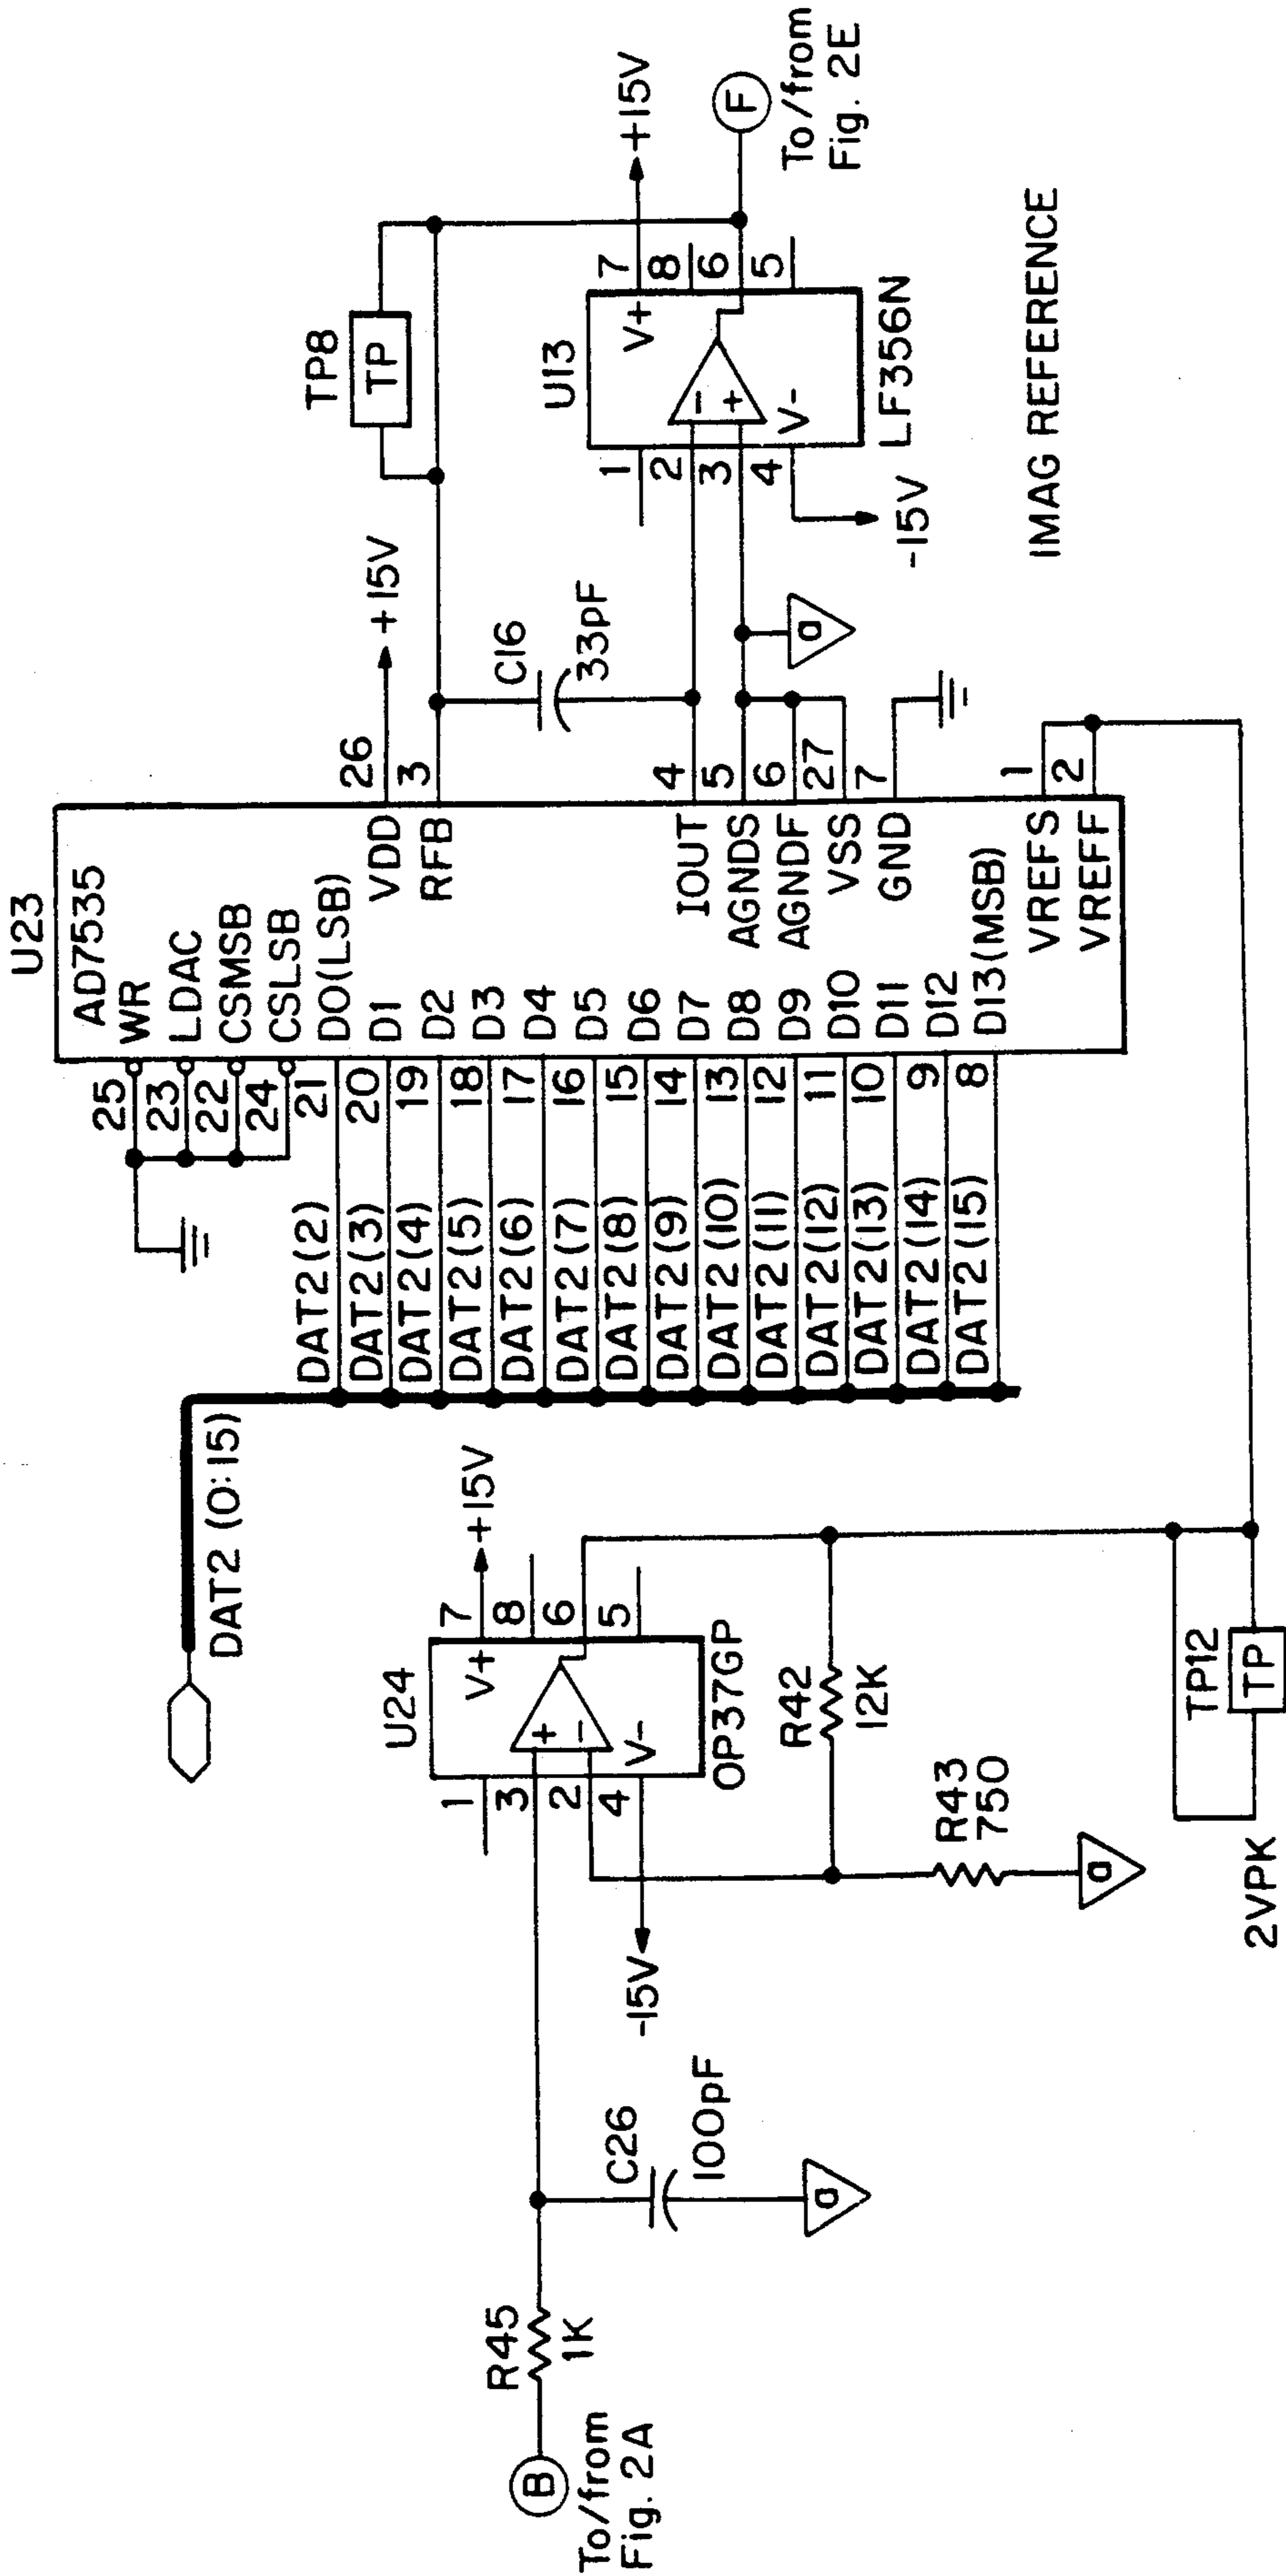 B
To/from
Fig. 2A
R45
1K
C26
100pF
a
U24
1
3
2
4
+
−
V+
V-
7
8
6
5
+15V
-15V
OP37GP
R42
12K
R43
750
a
TP12
TP
2VPK
DAT2 (0:15)
DAT2(2)
DAT2(3)
DAT2(4)
DAT2(5)
DAT2(6)
DAT2(7)
DAT2(8)
DAT2(9)
DAT2(10)
DAT2(11)
DAT2(12)
DAT2(13)
DAT2(14)
DAT2(15)
25
23
22
24
21
20
19
18
17
16
15
14
13
12
11
10
9
8
U23
AD7535
WR
LDAC
CSMSB
CSLSB
D0(LSB)
D1
D2
D3
D4
D5
D6
D7
D8
D9
D10
D11
D12
D13(MSB)
VDD
RFB
IOUT
AGNDS
AGNDF
VSS
GND
VREFS
VREFF
26
3
4
5
6
27
7
1
2
+15V
C16
33pF
a
TP8
TP
U13
1
2
3
4
−
+
V+
V-
7
8
6
5
+15V
-15V
LF356N
F
To/from
Fig. 2E
IMAG REFERENCE